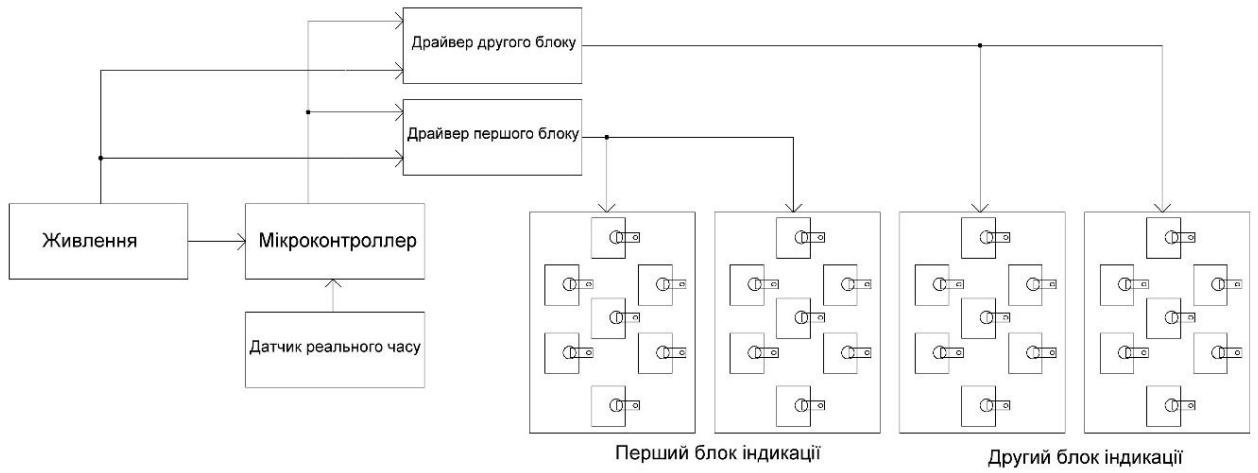 Драйвер другого блоку
Драйвер першого блоку
Живлення
Мікроконтроллер
Датчик реального часу
Перший блок індикації
Другий блок індикації